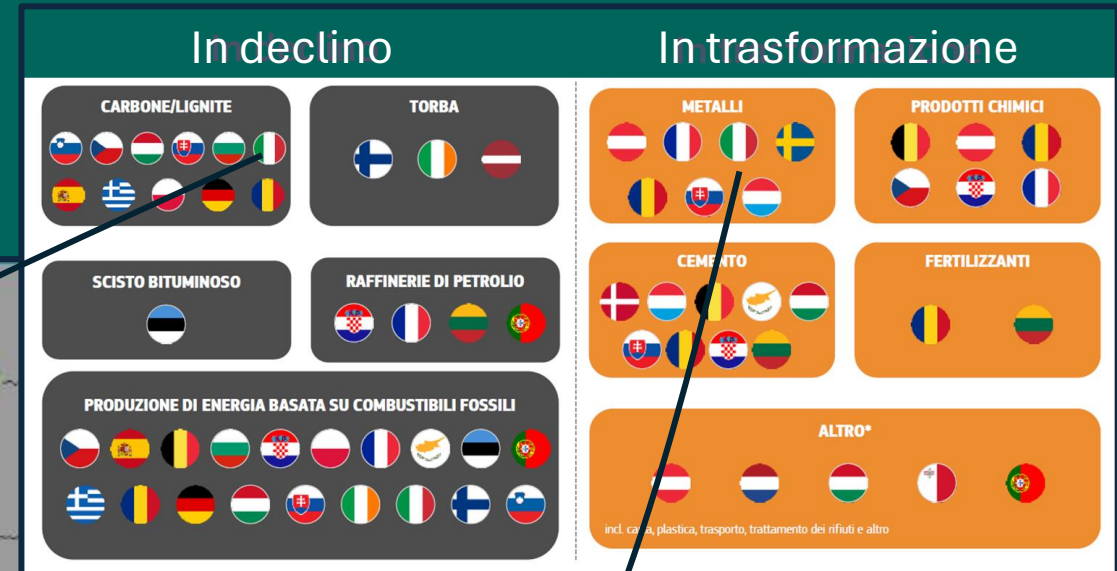 In declino
In trasformazione
CARBONE/LIGNITE
TORBA
METALLI
PRODOTTI CHIMICI
SCISTO BITUMINOSO
RAFFINERIE DI PETROLIO
CEMENTO
FERTILIZZANTI
PRODUZIONE DI ENERGIA BASATA SU COMBUSTIBILI FOSSILI
ALTRO*
incl. carta, plastica, trasporto, trattamento dei rifiuti e altro